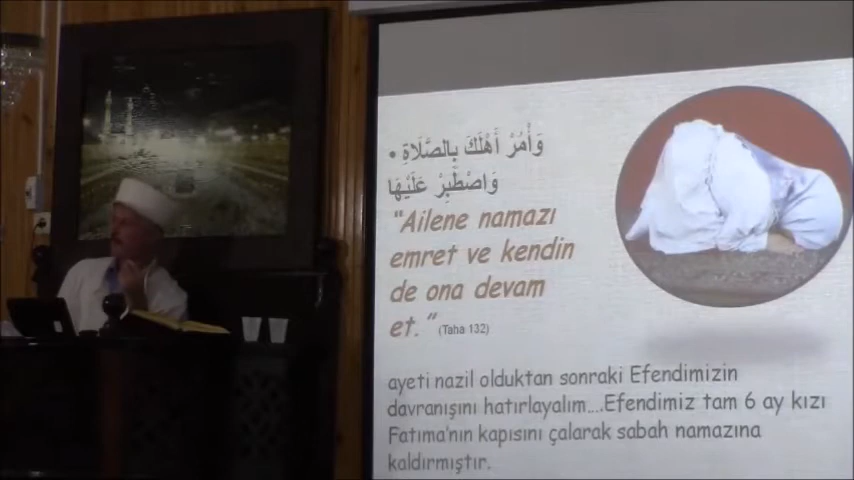 • وَأْمُرْ أَهْلَكَ بِالصَّلَاةِ
وَاصْطَبِرْ عَلَيْهَا
"Ailene namazı
emret ve kendin
de ona devam
et. " (Taha 132)
ayeti nazil olduktan sonraki Efendimizin
davranışını hatırlayalım....Efendimiz tam 6 ay kızı
Fatıma'nın kapısını çalarak sabah namazına
kaldırmıştır.